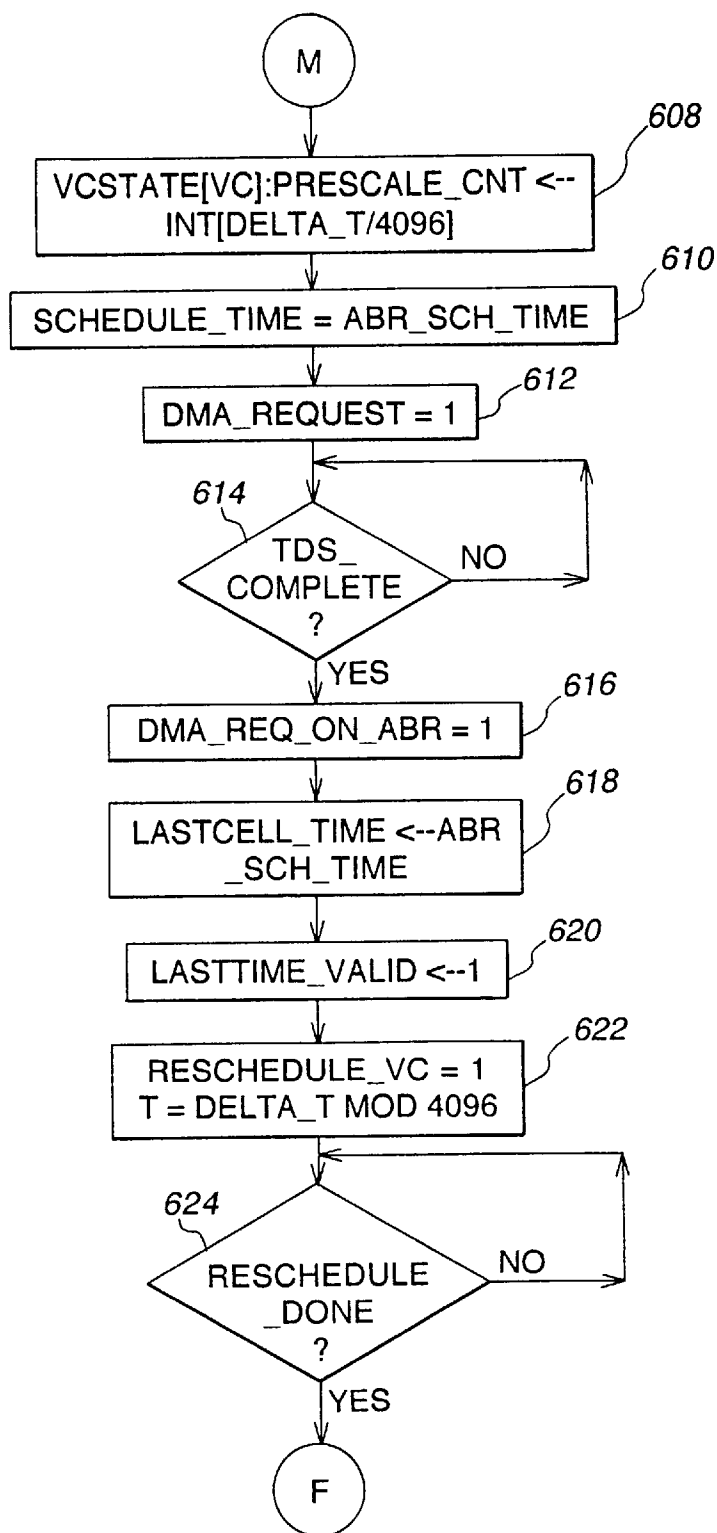 M
608
VCSTATE[VC]:PRESCALE_CNT <--
INT[DELTA_T/4096]
610
SCHEDULE_TIME = ABR_SCH_TIME
612
DMA_REQUEST = 1
614
TDS_
COMPLETE
?
NO
YES
616
DMA_REQ_ON_ABR = 1
618
LASTCELL_TIME <--ABR
_SCH_TIME
620
LASTTIME_VALID <--1
622
RESCHEDULE_VC = 1
T = DELTA_T MOD 4096
624
RESCHEDULE
_DONE
?
NO
YES
F